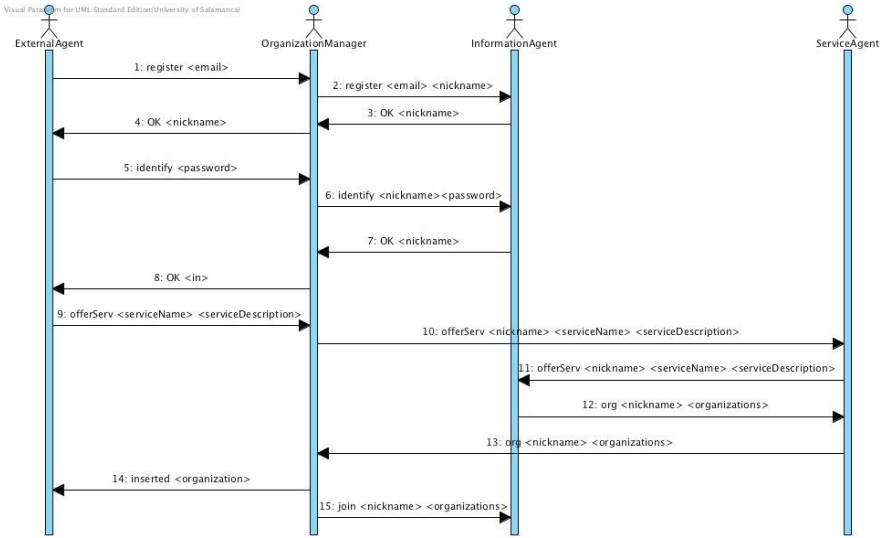 Visual Paradigm for UML Standard Edition(University of Salamanca)
ExternalAgent
OrganizationManager
InformationAgent
ServiceAgent
1: register <email>
2: register <email> <nickname>
3: OK <nickname>
4: OK <nickname>
5: identify <password>
6: identify <nickname><password>
7: OK <nickname>
8: OK <in>
9: offerServ <serviceName> <serviceDescription>
10: offerServ <nickname> <serviceName> <serviceDescription>
11: offerServ <nickname> <serviceName> <serviceDescription>
12: org <nickname> <organizations>
13: org <nickname> <organizations>
14: inserted <organization>
15: join <nickname> <organizations>